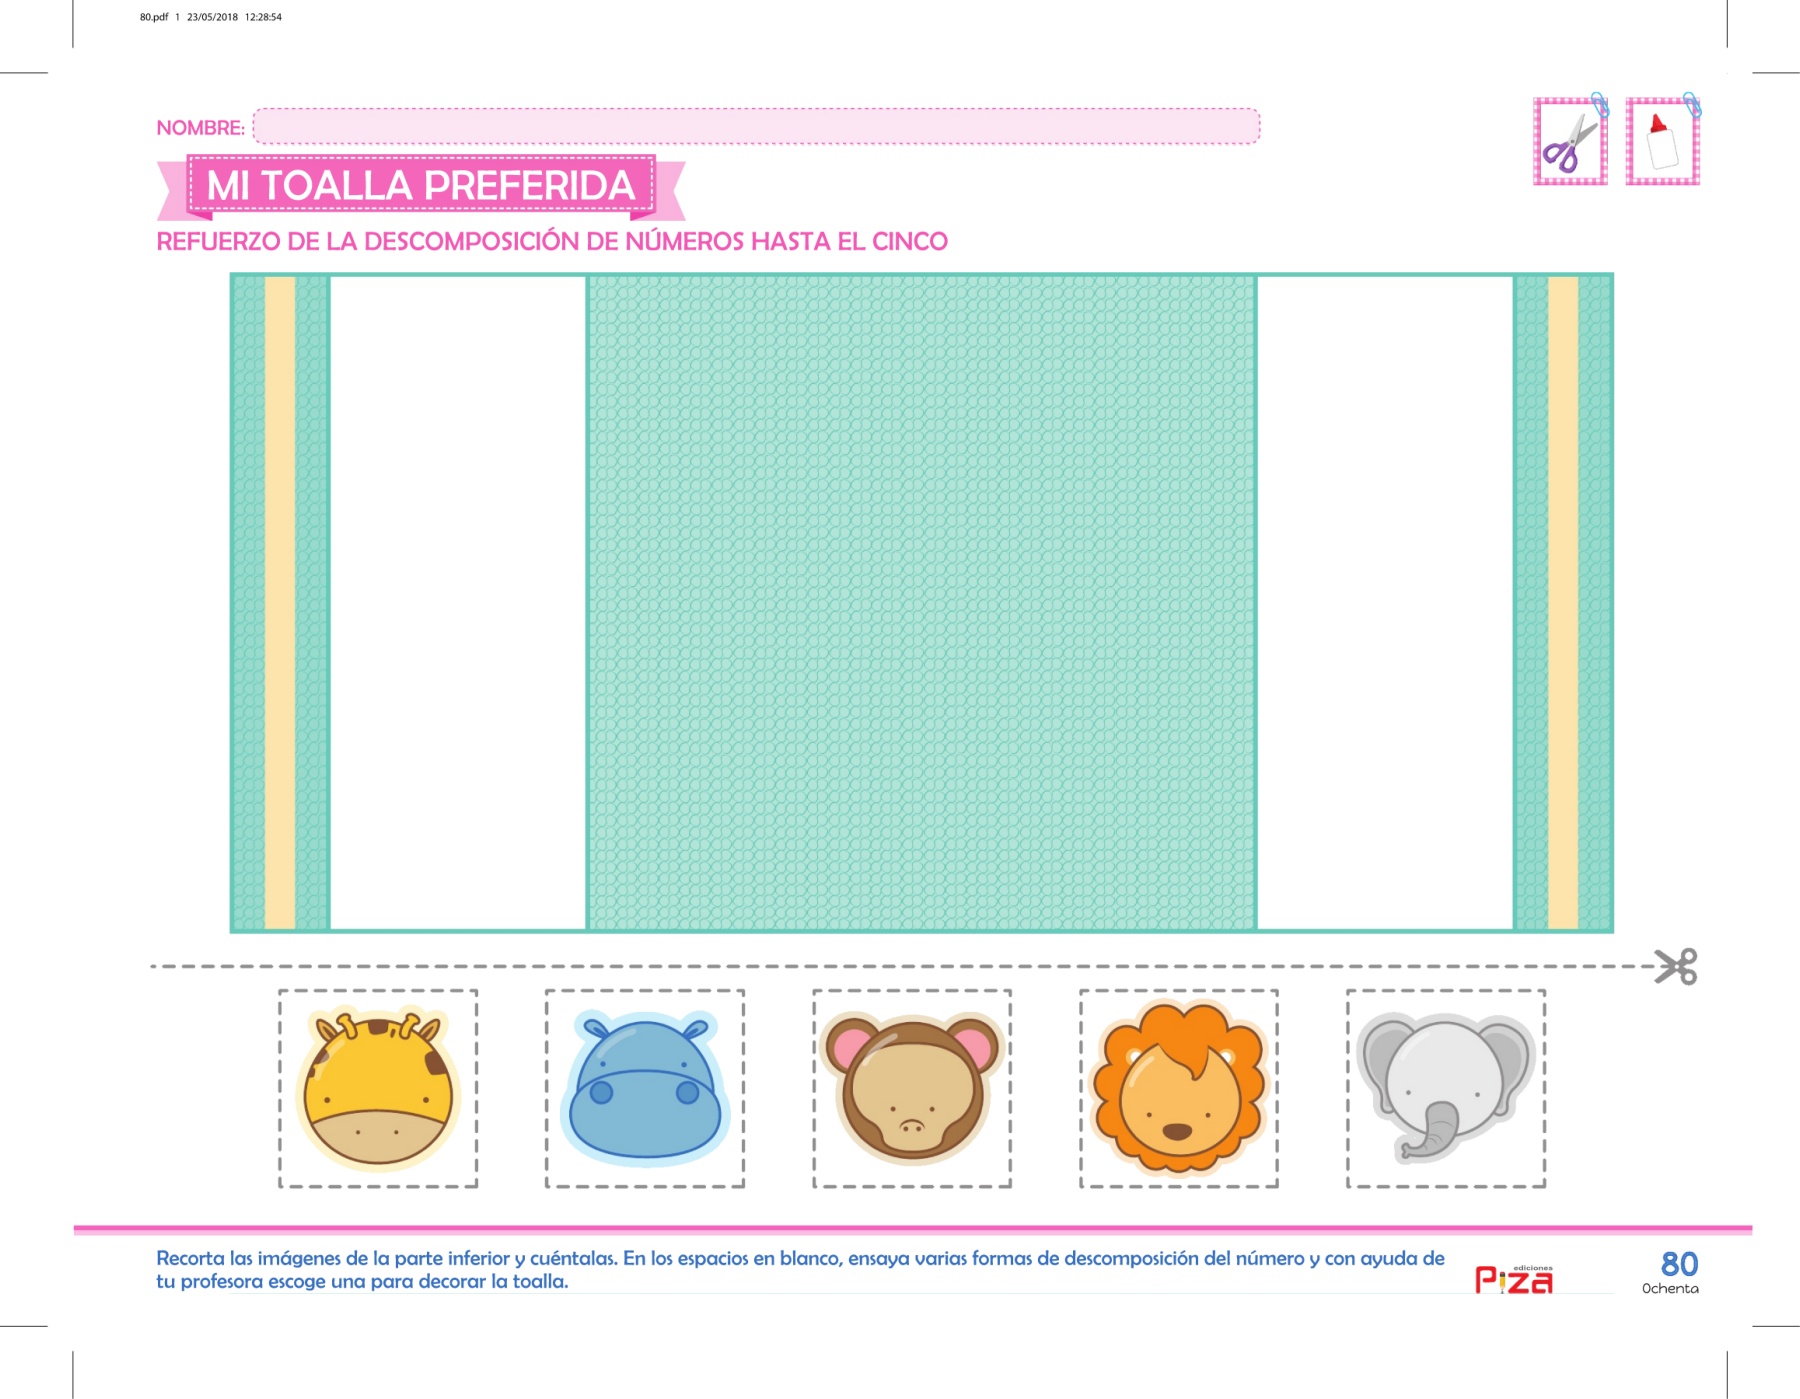 80.pdf 1 23/05/2018 12:28:54
NOMBRE:
MI TOALLA PREFERIDA
REFUERZO DE LA DESCOMPOSICIÓN DE NÚMEROS HASTA EL CINCO
Recorta las imágenes de la parte inferior y cuéntalas. En los espacios en blanco, ensaya varias formas de descomposición del número y con ayuda de
tu profesora escoge una para decorar la toalla.
ediciones
Piza
80
Ochenta